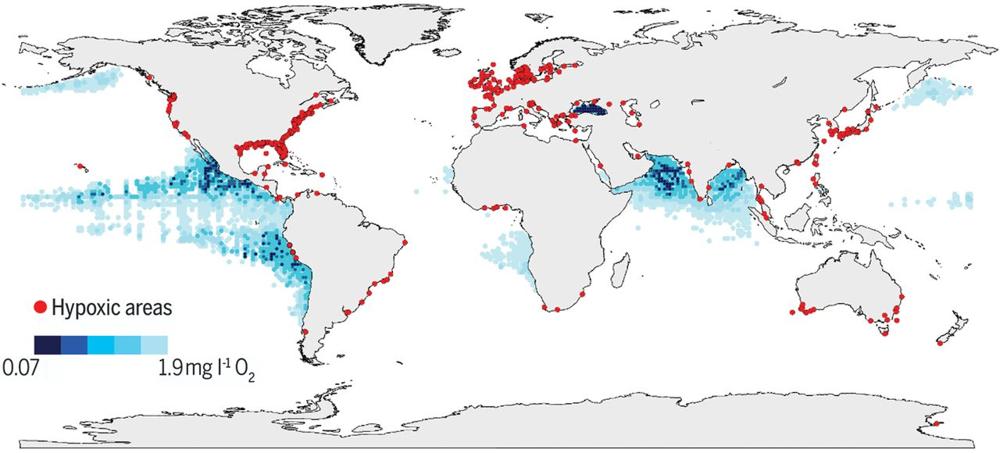 Hypoxic areas
0.07 1.9 mg l⁻¹ O₂